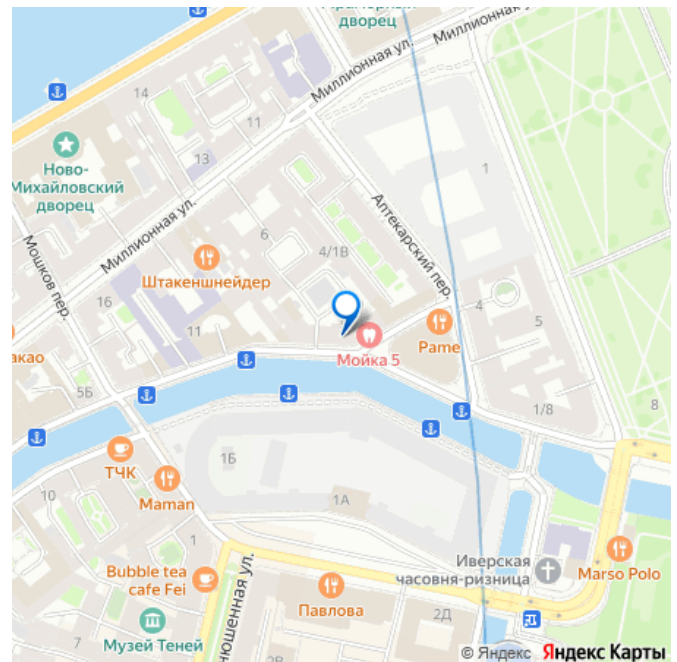 Мраморный
дворец
Миллионная
Миллионная ул.
14
11
Ново-
Михайловский
дворец
13
1
Аптекарский пер.
Миллионная ул.
6
4/1В
Мошков пер.
Штакеншнейдер
16
11
4
5
Pame
Мойка 5
акао
5Б
1/8
8
ТЧК
1Б
Maman
10
1А
1
Иверская
часовня-ризница
Marso Polo
Bubble tea
cafe Fei
нюшенная ул.
Павлова
2Д
Музей Теней
7
2В
© Яндекс Яндекс Карты